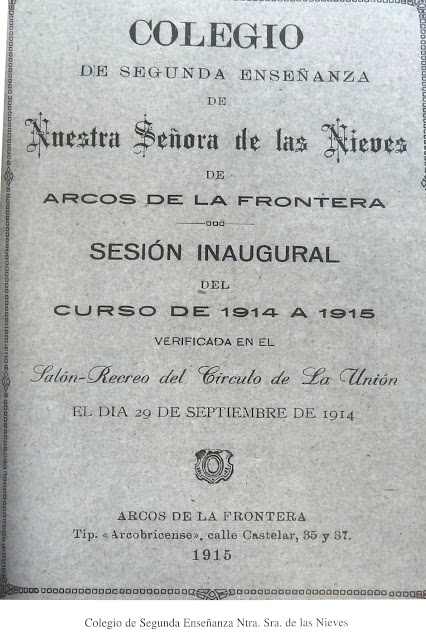 COLEGIO
DE SEGUNDA ENSEÑANZA
DE
Nuestra Señora de las Nieves
DE
ARCOS DE LA FRONTERA
SESIÓN INAUGURAL
DEL
CURSO DE 1914 A 1915
VERIFICADA EN EL
Salón-Recreo del Círculo de La Unión
EL DIA 29 DE SEPTIEMBRE DE 1914
ARCOS DE LA FRONTERA
Tip. «Arcobricense», calle Castelar, 35 y 37.
1915
Colegio de Segunda Enseñanza Ntra. Sra. de las Nieves